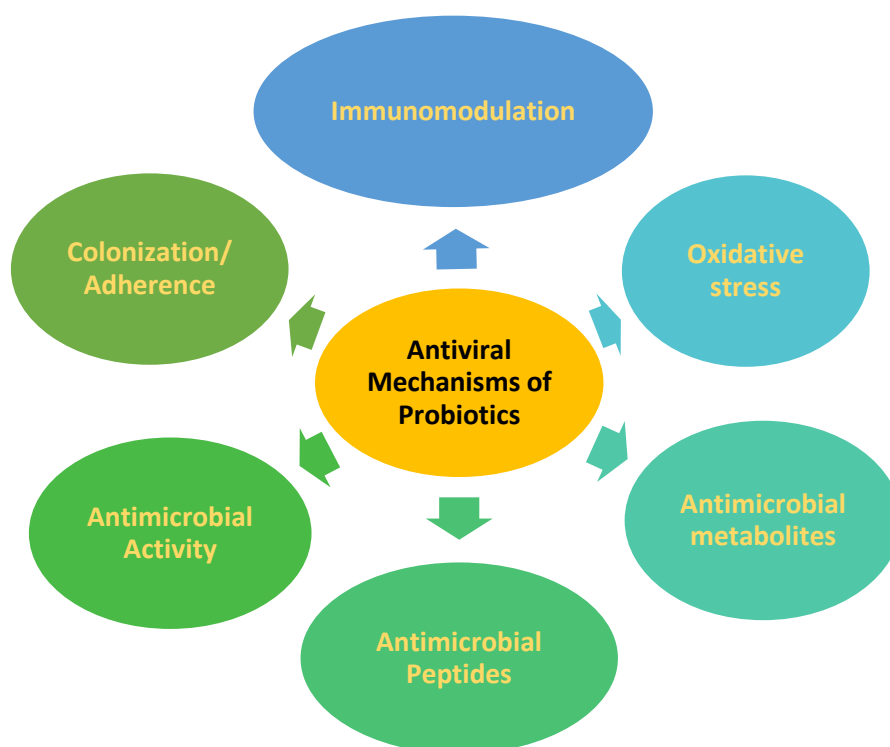 Immunomodulation
Colonization/
Adherence
Oxidative
stress
Antiviral
Mechanisms of
Probiotics
Antimicrobial
Activity
Antimicrobial
metabolites
Antimicrobial
Peptides